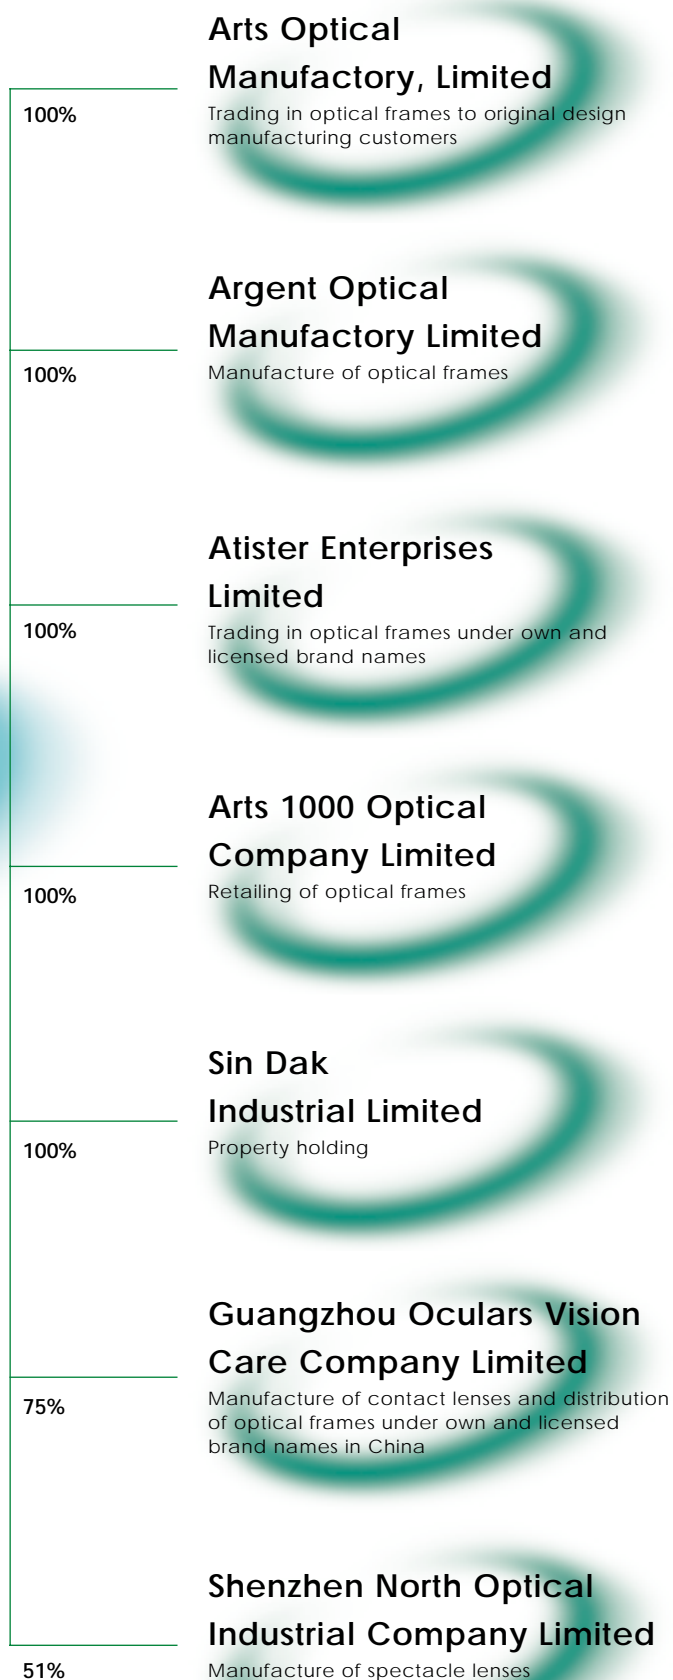 Arts Optical
Manufactory, Limited
100%
Trading in optical frames to original design
manufacturing customers
Argent Optical
Manufactory Limited
100%
Manufacture of optical frames
Atister Enterprises
Limited
100%
Trading in optical frames under own and
licensed brand names
Arts 1000 Optical
Company Limited
100%
Retailing of optical frames
Sin Dak
Industrial Limited
100%
Property holding
Guangzhou Oculars Vision
Care Company Limited
75%
Manufacture of contact lenses and distribution
of optical frames under own and licensed
brand names in China
Shenzhen North Optical
Industrial Company Limited
51%
Manufacture of spectacle lenses